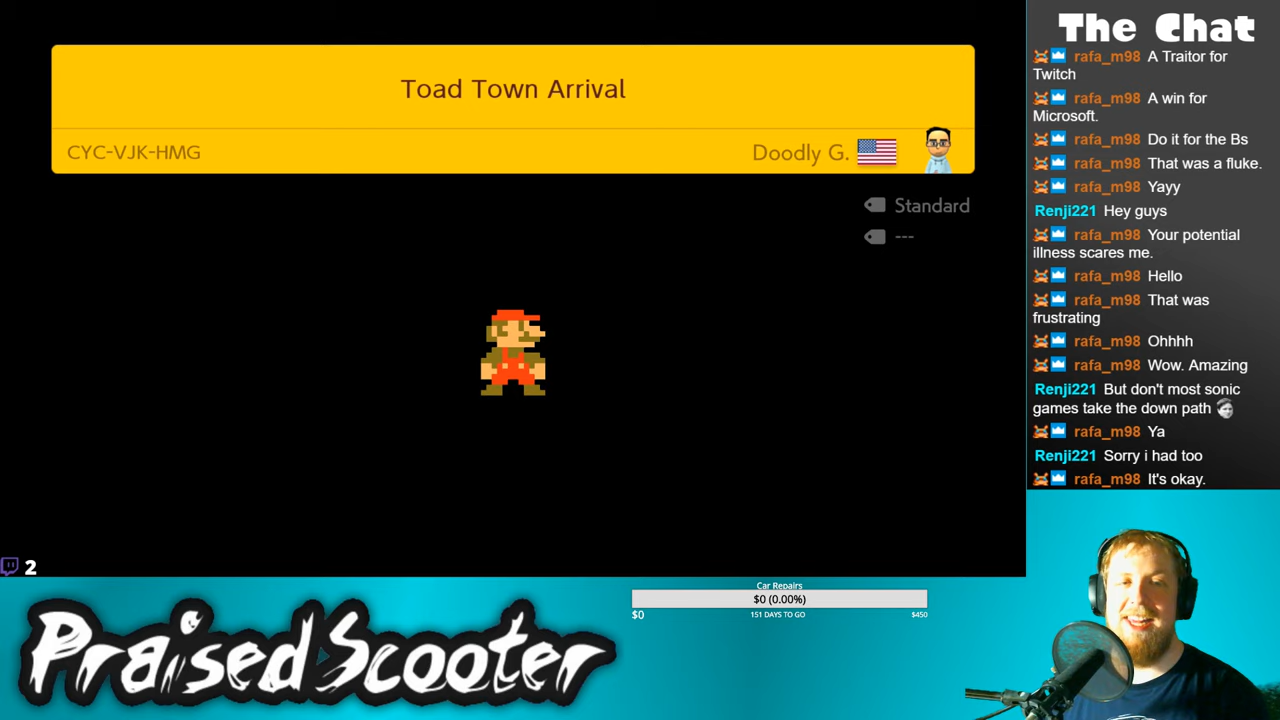 Toad Town Arrival
CYC-VJK-HMG
Doodly G.
Standard
---
The Chat
rafa_m98 A Traitor for
Twitch
rafa_m98 A win for
Microsoft.
rafa_m98 Do it for the Bs
rafa_m98 That was a fluke.
rafa_m98 Yayy
Renji221 Hey guys
rafa_m98 Your potential
illness scares me.
rafa_m98 Hello
rafa_m98 That was
frustrating
rafa_m98 Ohhhh
rafa_m98 Wow. Amazing
Renji221 But don't most sonic
games take the down path
rafa_m98 Ya
Renji221 Sorry i had too
rafa_m98 It's okay.
2
PraisedScooter
Car Repairs
$0 (0.00%)
$0 151 DAYS TO GO $450